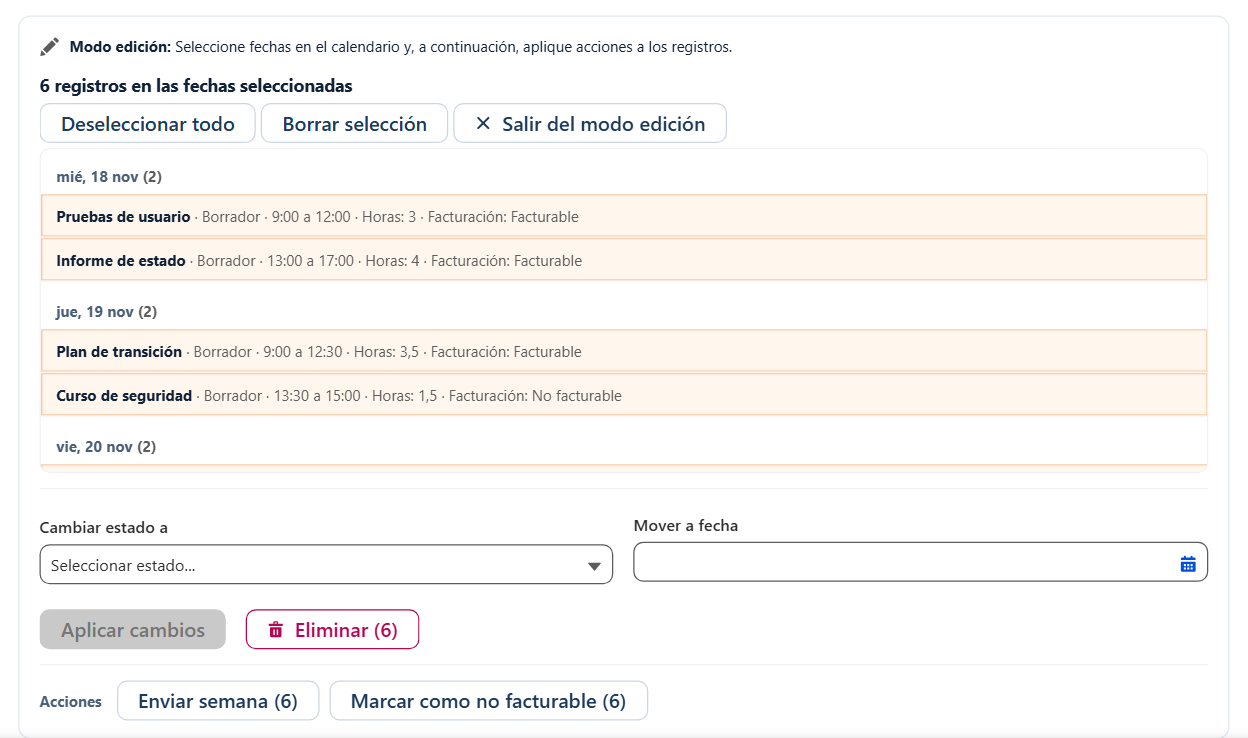 Modo edición: Seleccione fechas en el calendario y, a continuación, aplique acciones a los registros.
6 registros en las fechas seleccionadas
Deseleccionar todo Borrar selección Salir del modo edición
mié, 18 nov (2)
Pruebas de usuario · Borrador · 9:00 a 12:00 · Horas: 3 · Facturación: Facturable
Informe de estado · Borrador · 13:00 a 17:00 · Horas: 4 · Facturación: Facturable
jue, 19 nov (2)
Plan de transición · Borrador · 9:00 a 12:30 · Horas: 3,5 · Facturación: Facturable
Curso de seguridad · Borrador · 13:30 a 15:00 · Horas: 1,5 · Facturación: No facturable
vie, 20 nov (2)
Cambiar estado a Mover a fecha
Seleccionar estado...
Aplicar cambios Eliminar (6)
Acciones Enviar semana (6) Marcar como no facturable (6)